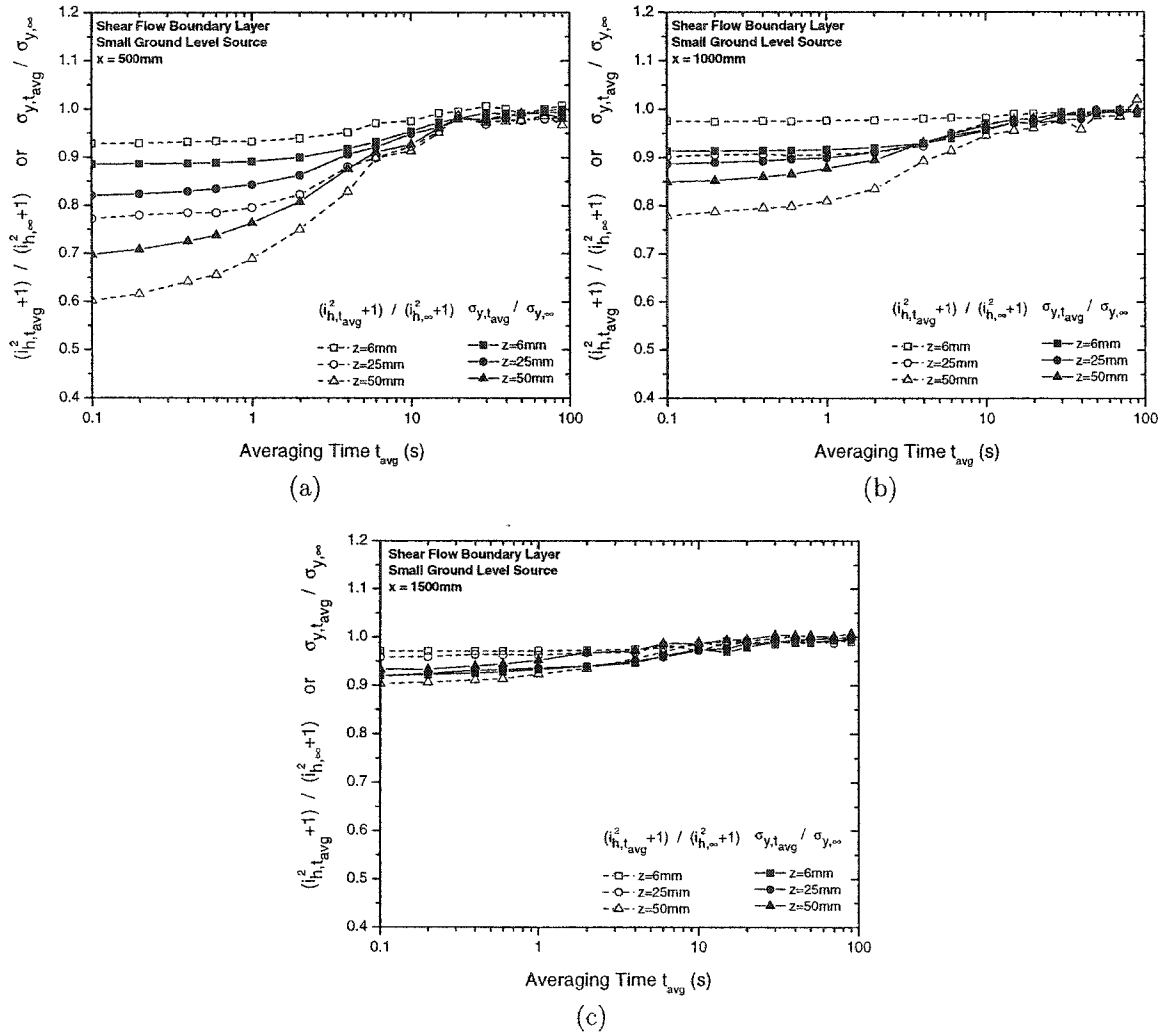 Shear Flow Boundary Layer
Small Ground Level Source
x = 500mm
(i²h,tavg +1) / (i²h,∞ +1) or σy,tavg / σy,∞
1.2
1.1
1.0
0.9
0.8
0.7
0.6
0.5
0.4
(i²h,tavg +1) / (i²h,∞ +1) σy,tavg / σy,∞
z=6mm z=6mm
z=25mm z=25mm
z=50mm z=50mm
0.1 1 10 100
Averaging Time tavg (s)
(a)
Shear Flow Boundary Layer
Small Ground Level Source
x = 1000mm
(i²h,tavg +1) / (i²h,∞ +1) or σy,tavg / σy,∞
1.2
1.1
1.0
0.9
0.8
0.7
0.6
0.5
0.4
(i²h,tavg +1) / (i²h,∞ +1) σy,tavg / σy,∞
z=6mm z=6mm
z=25mm z=25mm
z=50mm z=50mm
0.1 1 10 100
Averaging Time tavg (s)
(b)
Shear Flow Boundary Layer
Small Ground Level Source
x = 1500mm
(i²h,tavg +1) / (i²h,∞ +1) or σy,tavg / σy,∞
1.2
1.1
1.0
0.9
0.8
0.7
0.6
0.5
0.4
(i²h,tavg +1) / (i²h,∞ +1) σy,tavg / σy,∞
z=6mm z=6mm
z=25mm z=25mm
z=50mm z=50mm
0.1 1 10 100
Averaging Time tavg (s)
(c)